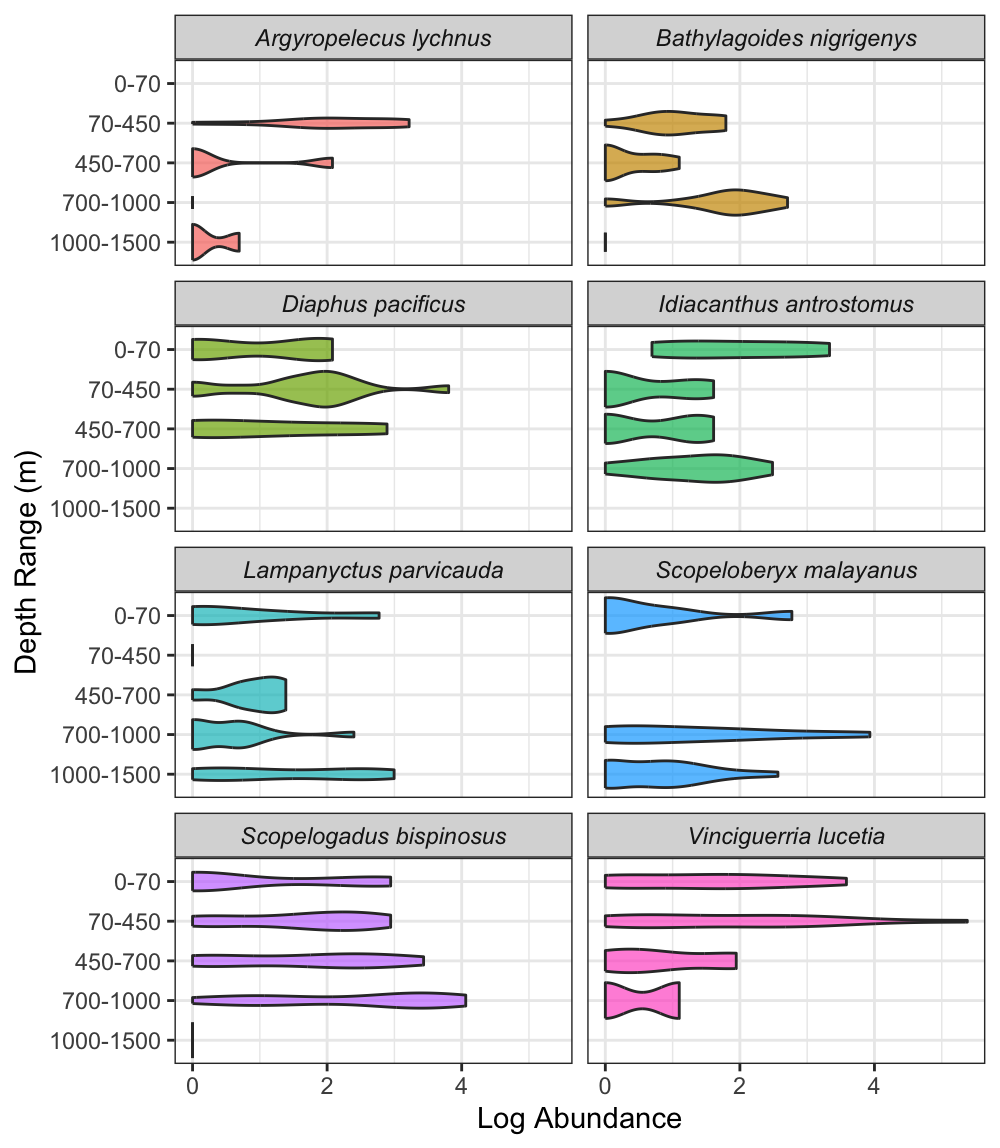 Argyropelecus lychnus
Bathylagoides nigrigenys
0-70
70-450
450-700
700-1000
1000-1500
Diaphus pacificus
Idiacanthus antrostomus
0-70
70-450
450-700
700-1000
1000-1500
Lampanyctus parvicauda
Scopeloberyx malayanus
0-70
70-450
450-700
700-1000
1000-1500
Scopelogadus bispinosus
Vinciguerria lucetia
0-70
70-450
450-700
700-1000
1000-1500
0 2 4
0 2 4
Log Abundance
Depth Range (m)